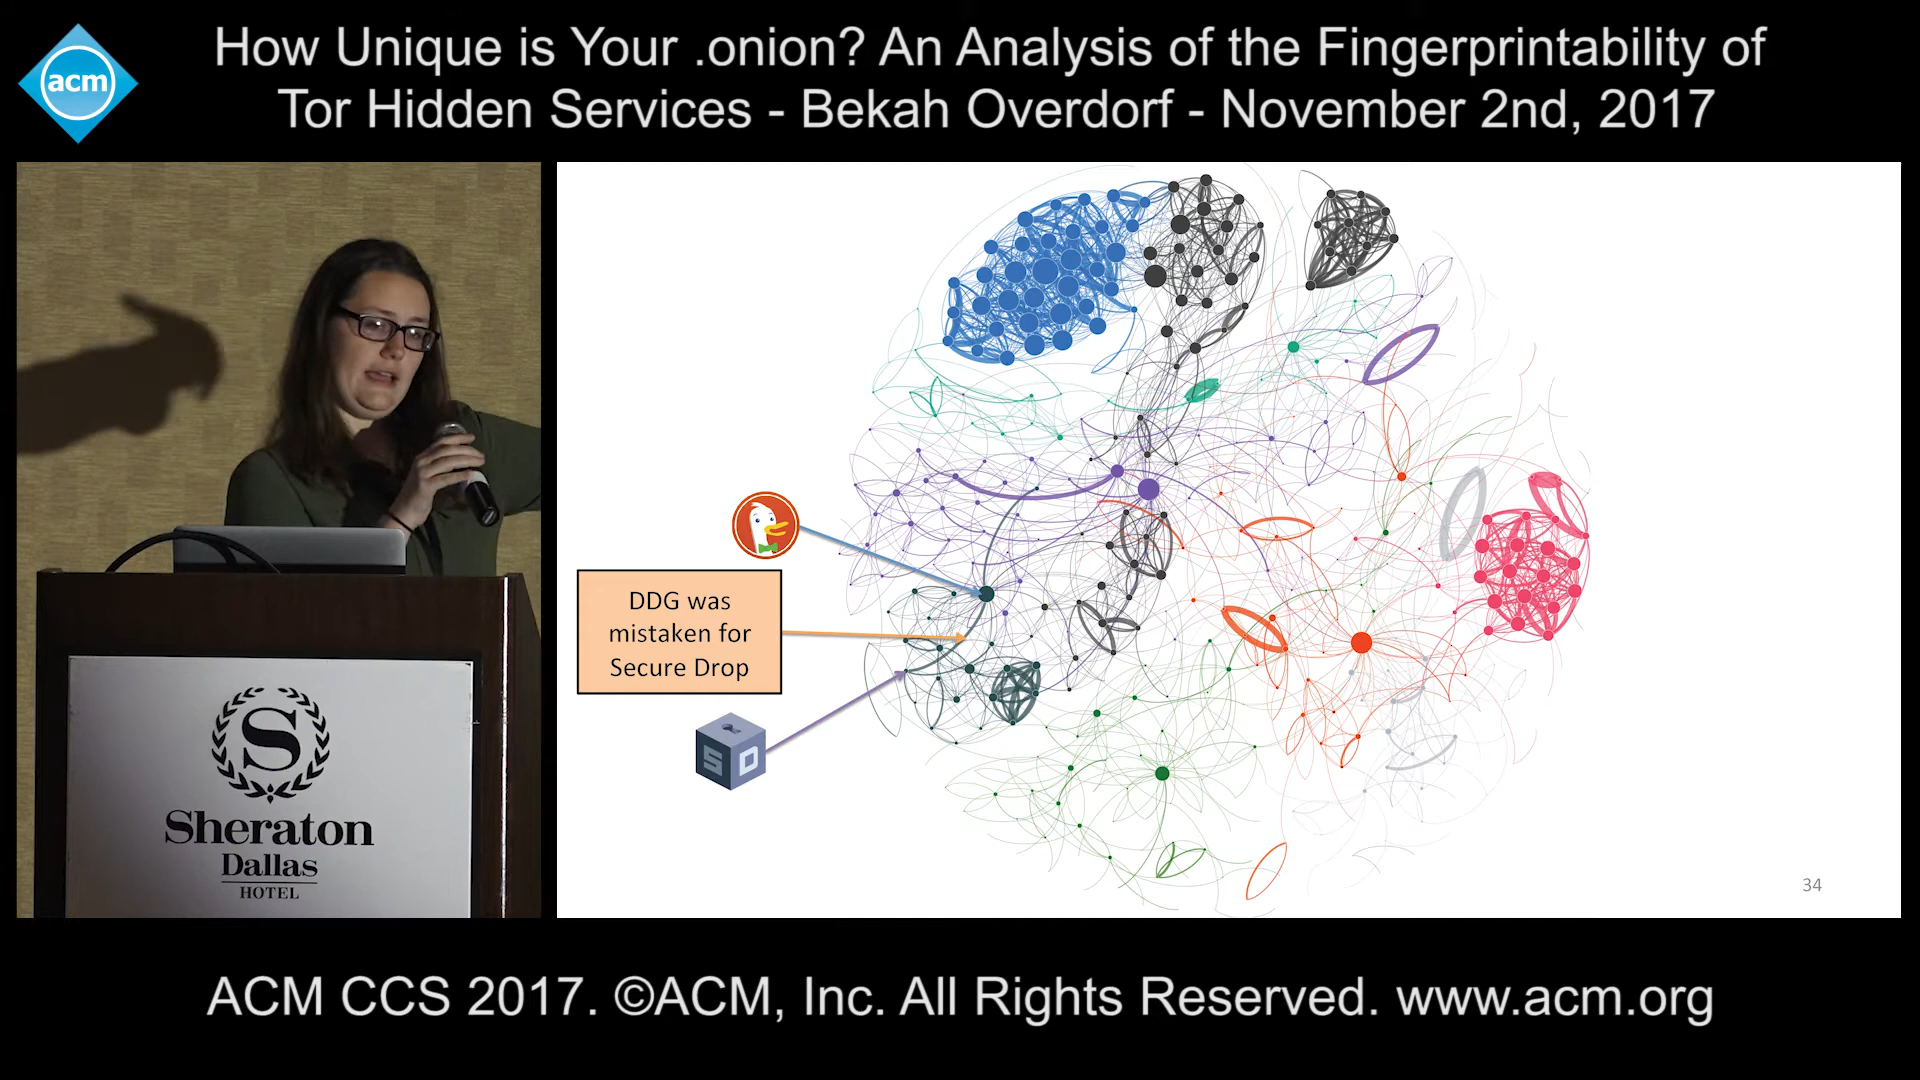 acm
How Unique is Your .onion? An Analysis of the Fingerprintability of
Tor Hidden Services - Bekah Overdorf - November 2nd, 2017
DDG was
mistaken for
Secure Drop
S D
34
S
Sheraton
Dallas
HOTEL
ACM CCS 2017. ©ACM, Inc. All Rights Reserved. www.acm.org